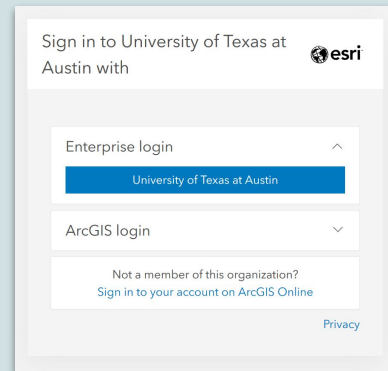 Sign in to University of Texas at
Austin with
esri
Enterprise login
University of Texas at Austin
ArcGIS login
Not a member of this organization?
Sign in to your account on ArcGIS Online
Privacy